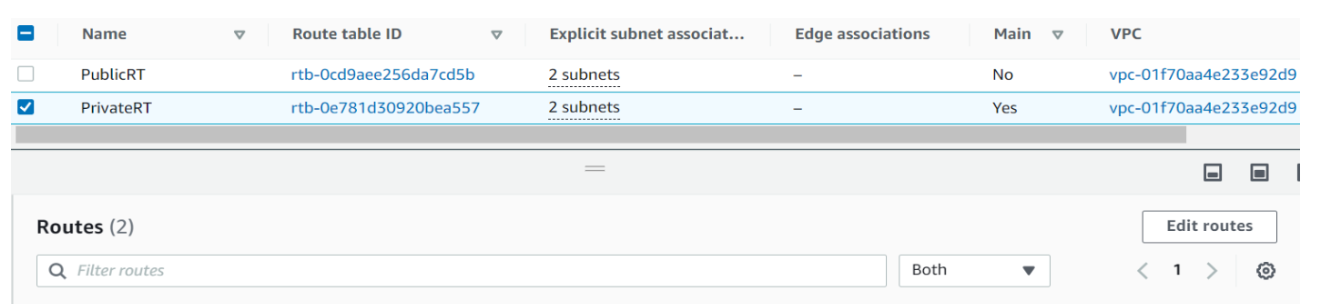 Name Route table ID Explicit subnet associat... Edge associations Main VPC
PublicRT rtb-0cd9aee256da7cd5b 2 subnets – No vpc-01f70aa4e233e92d9
PrivateRT rtb-0e781d30920bea557 2 subnets – Yes vpc-01f70aa4e233e92d9
Routes (2) Edit routes
Filter routes Both 1